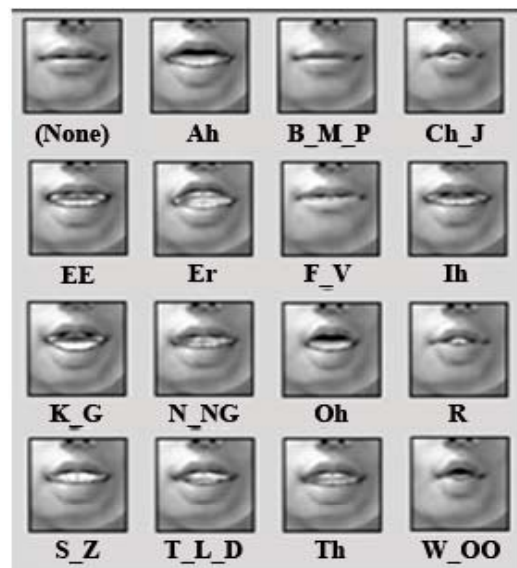 (None) Ah B_M_P Ch_J
EE Er F_V Ih
K_G N_NG Oh R
S_Z T_L_D Th W_OO